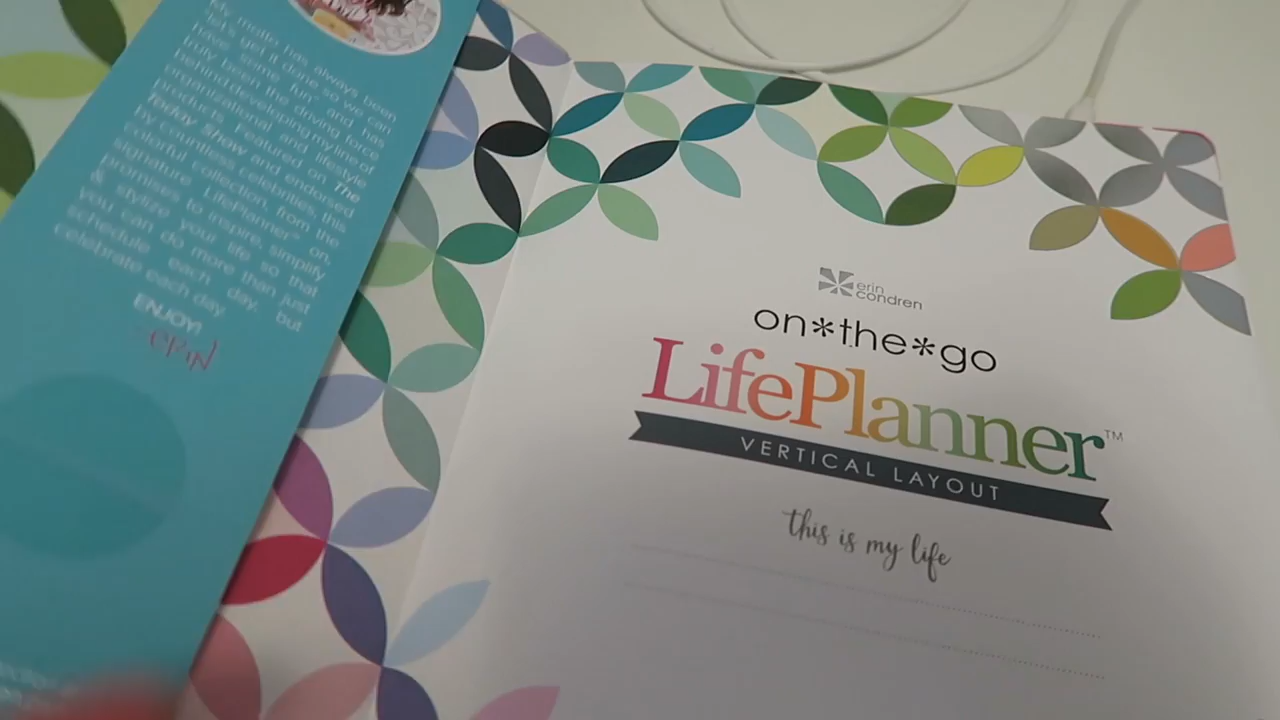 My motto has always been
"let's get it done so we can
have some fun" and has
truly been the driving force
behind developing my line of
organizational and lifestyle
products. Featured on The
Today Show and endorsed
by countless celebrities, this
colorful collection, from the
signature LifePlanner™ on,
promises to inspire, simplify
& stylize your life so that
you can do more than just
schedule each day, but
celebrate each day.
ENJOY!
erin
erin
condren
on*the*go
LifePlanner™
VERTICAL LAYOUT
this is my life